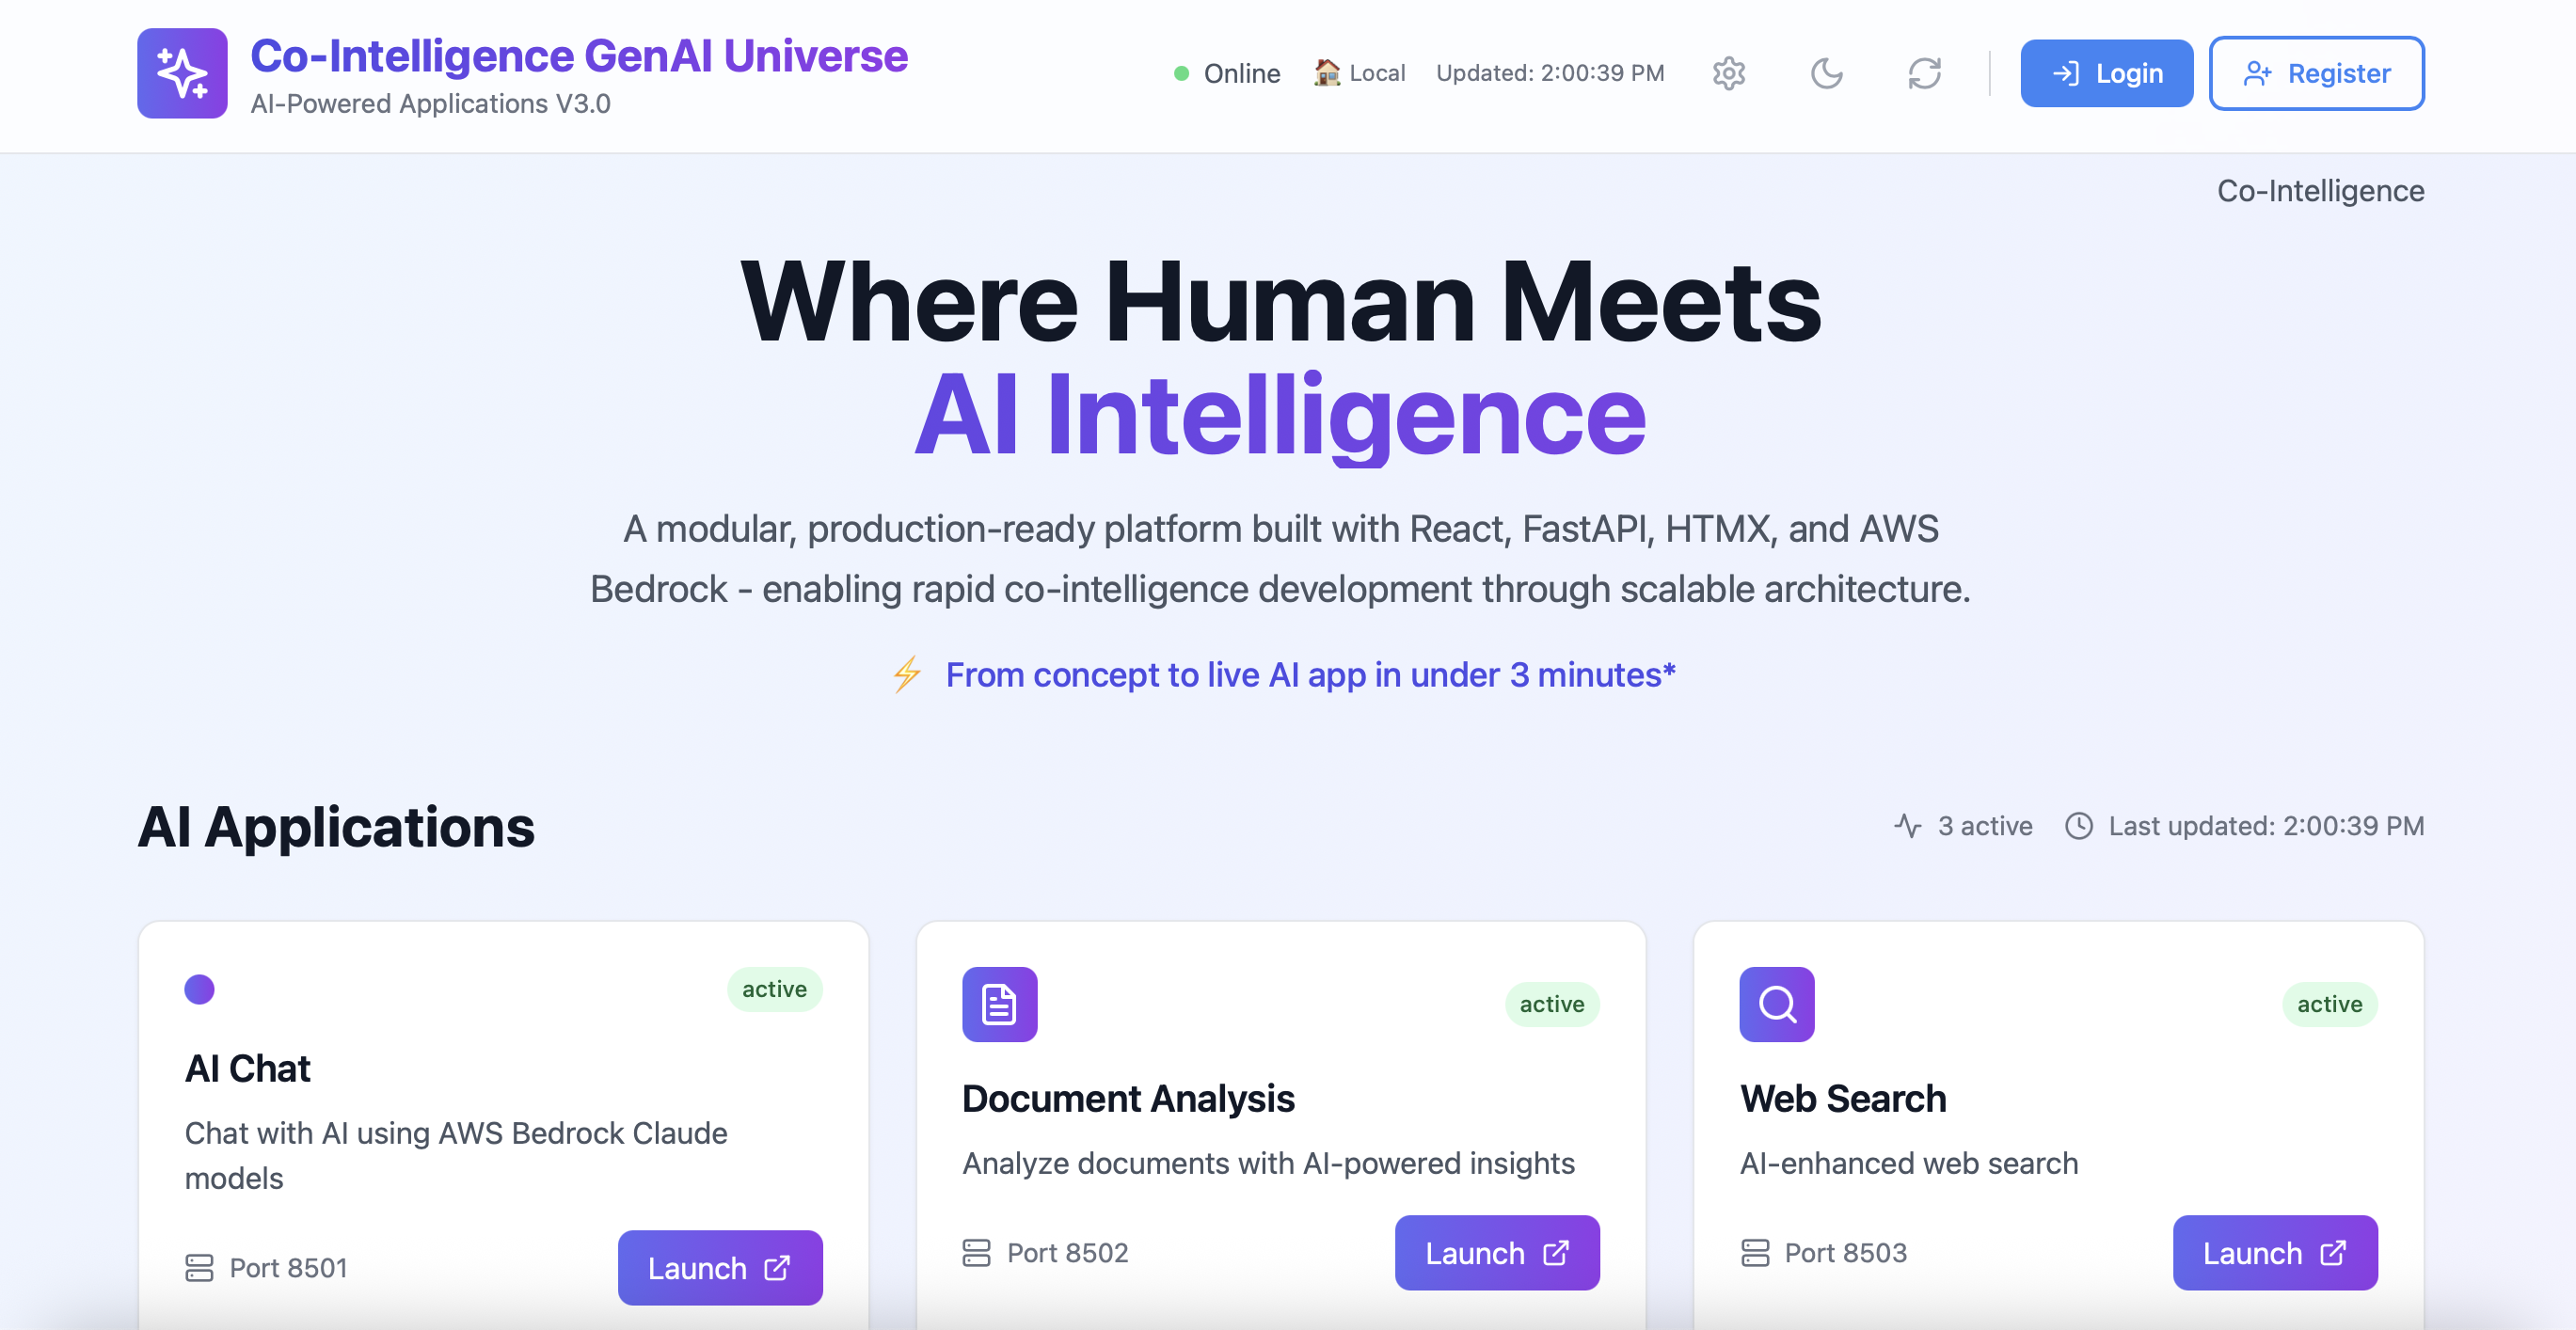 Co-Intelligence GenAI Universe
AI-Powered Applications V3.0
Online
Local
Updated: 2:00:39 PM
Login
Register
Co-Intelligence
Where Human Meets
AI Intelligence
A modular, production-ready platform built with React, FastAPI, HTMX, and AWS
Bedrock - enabling rapid co-intelligence development through scalable architecture.
⚡ From concept to live AI app in under 3 minutes*
AI Applications
3 active
Last updated: 2:00:39 PM
active
AI Chat
Chat with AI using AWS Bedrock Claude
models
Port 8501
Launch
active
Document Analysis
Analyze documents with AI-powered insights
Port 8502
Launch
active
Web Search
AI-enhanced web search
Port 8503
Launch